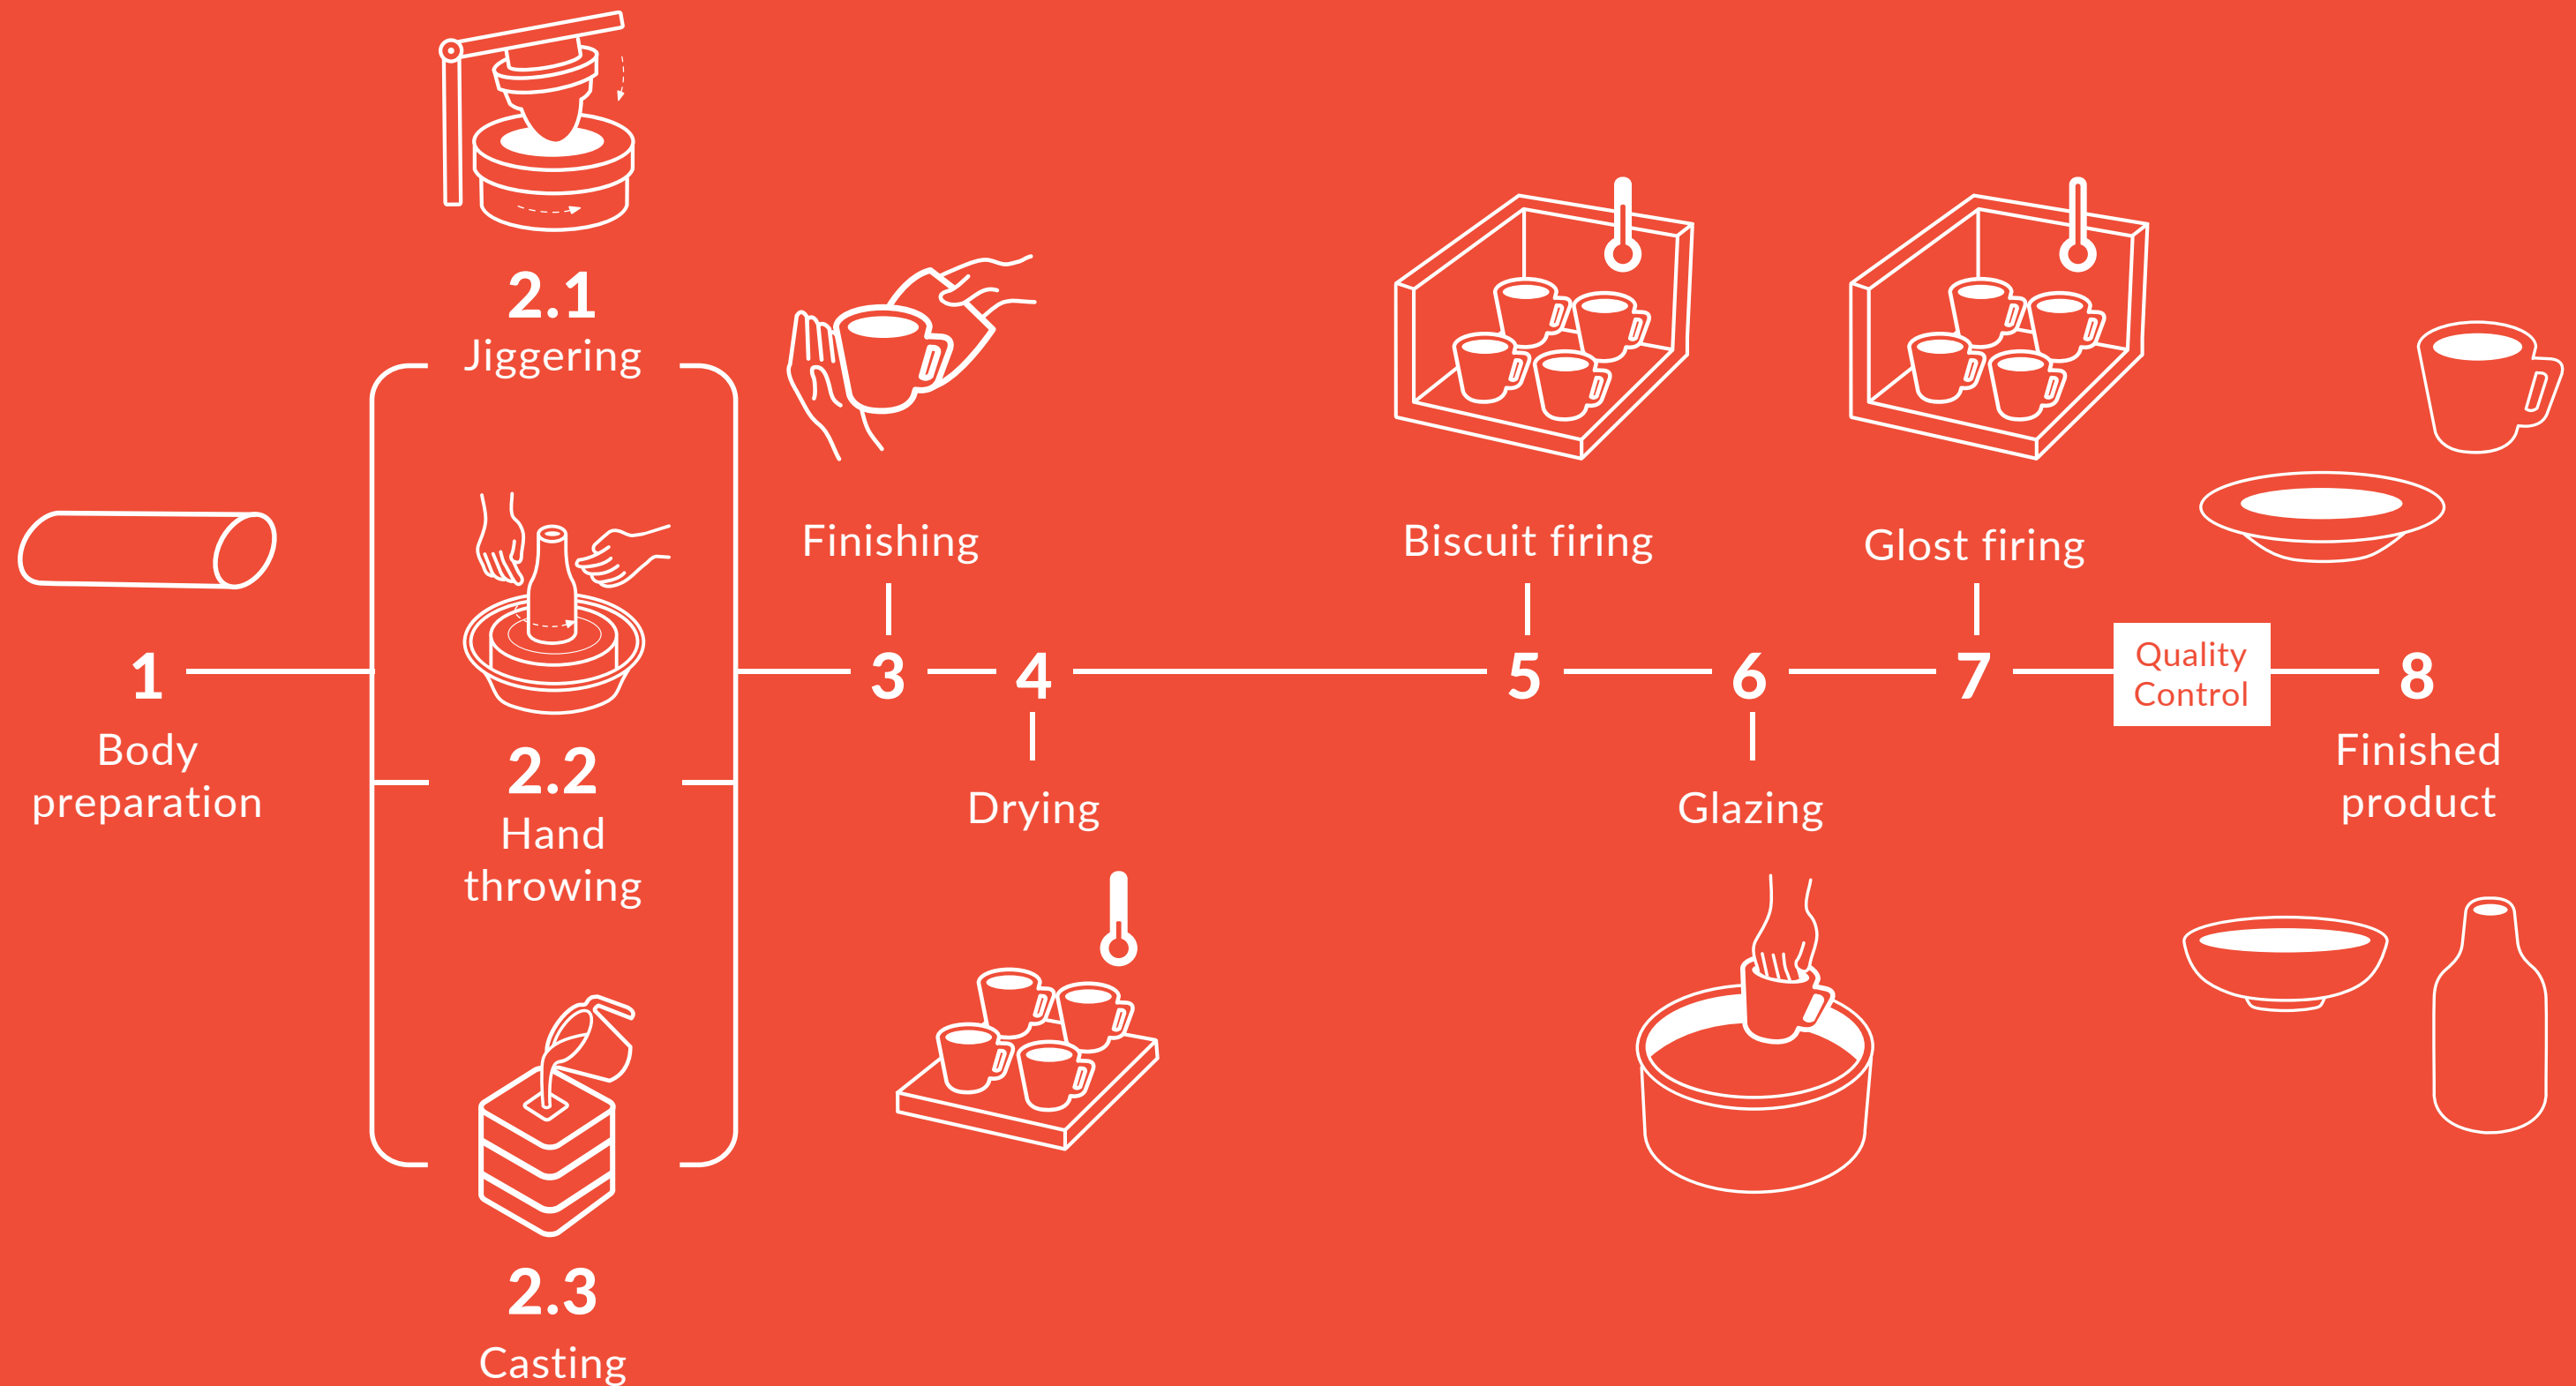 1
Body
preparation
2.1
Jiggering
2.2
Hand
throwing
2.3
Casting
Finishing
3
4
Drying
Biscuit firing
5
6
Glazing
Glost firing
7
Quality
Control
8
Finished
product